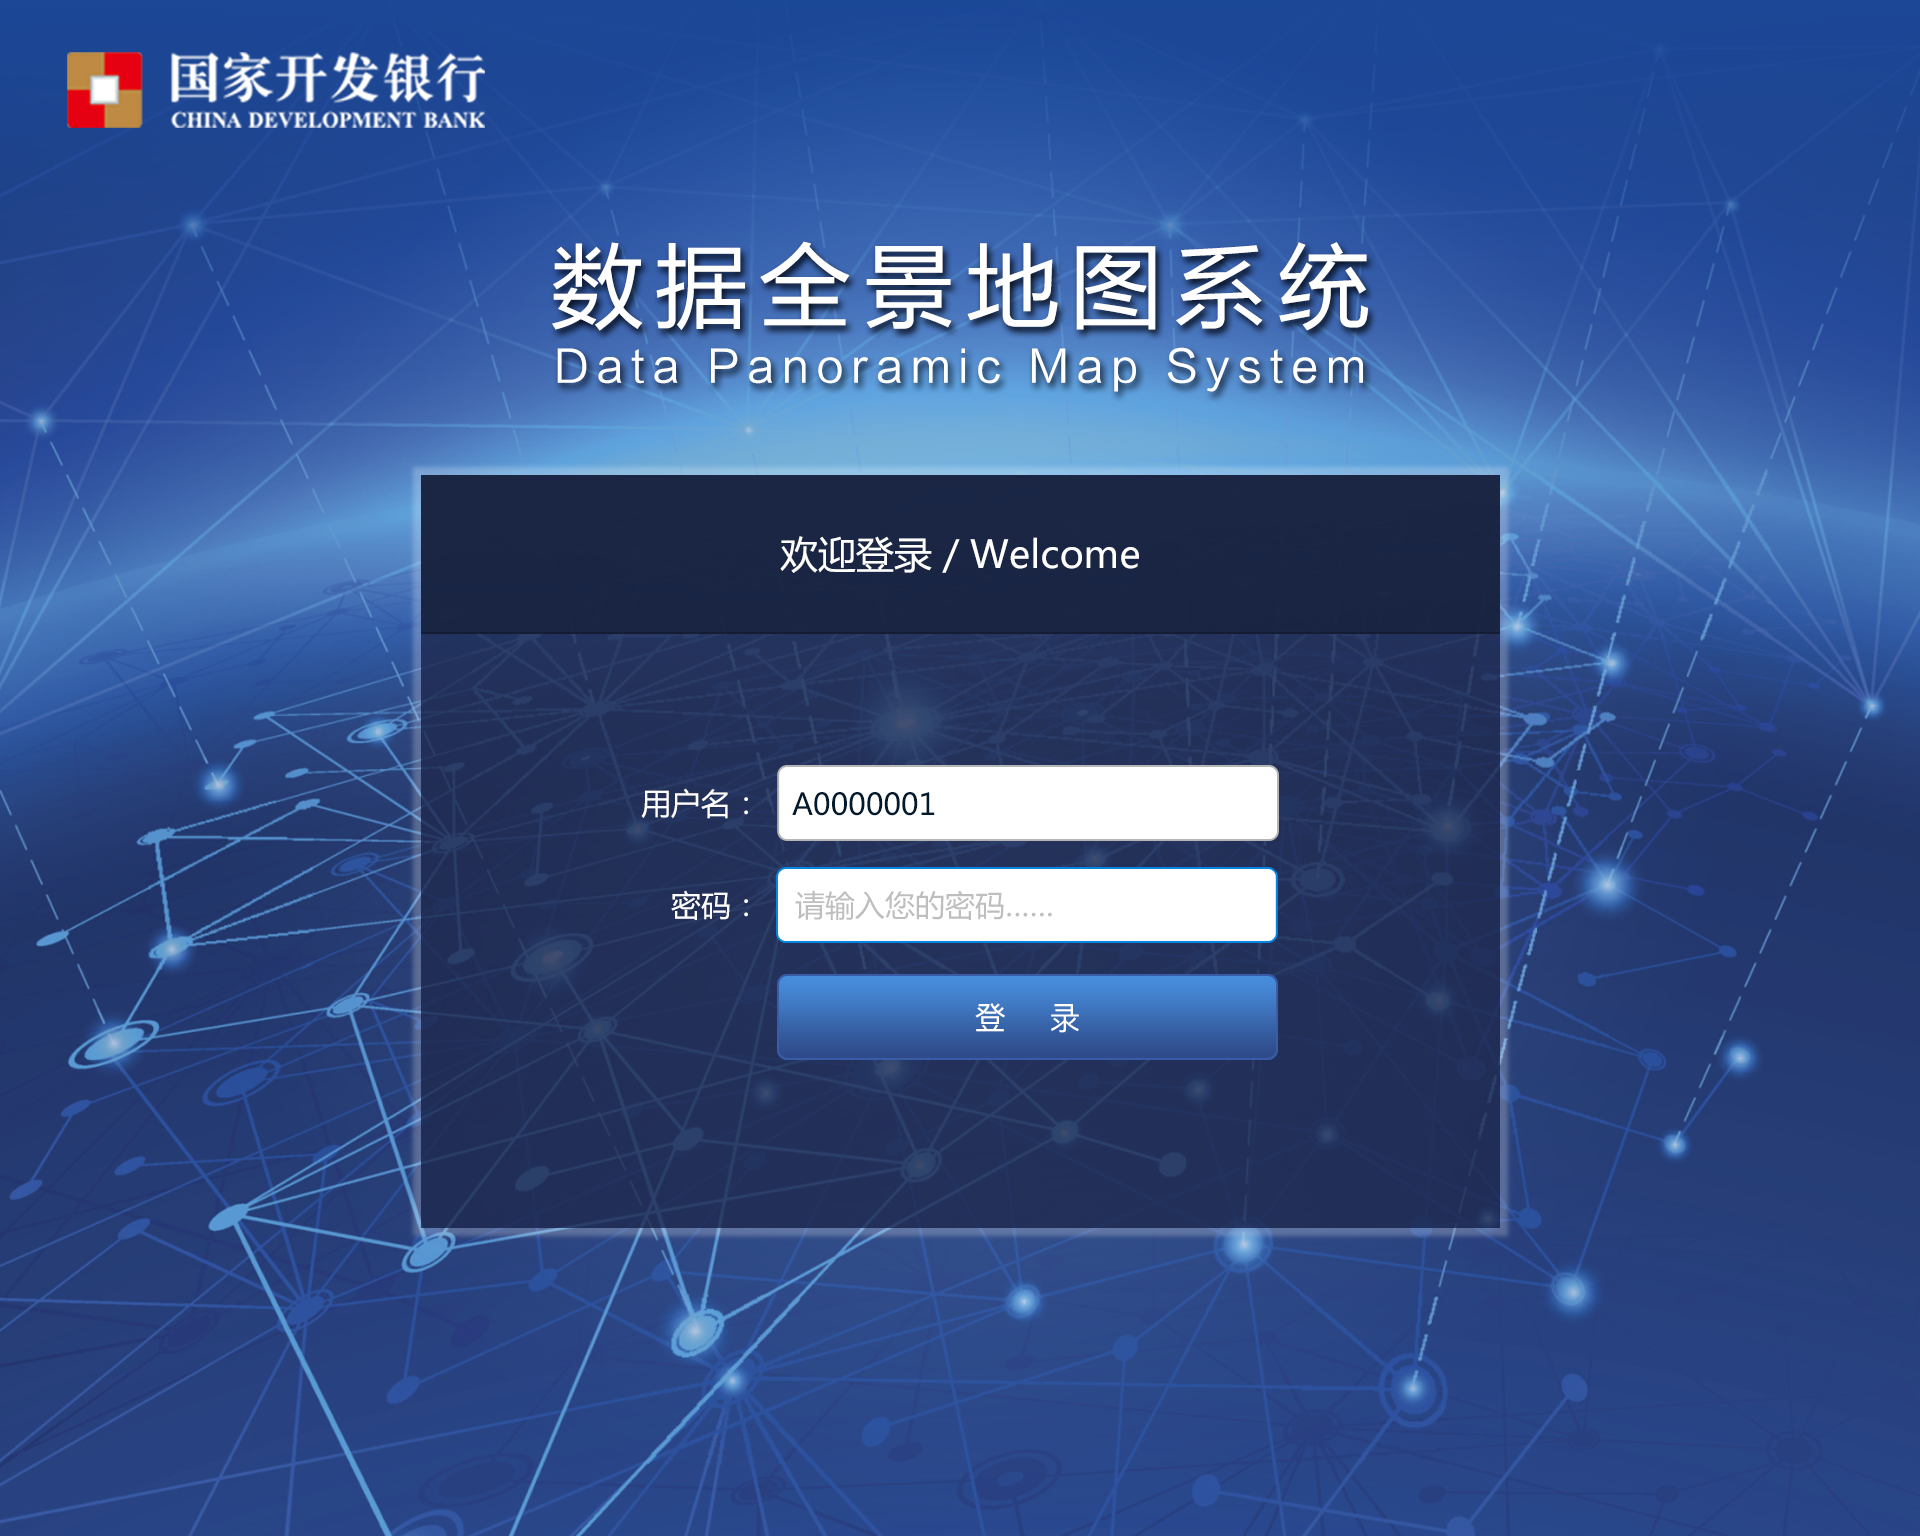 国家开发银行
CHINA DEVELOPMENT BANK
数据全景地图系统
Data Panoramic Map System
欢迎登录 / Welcome
用户名： A0000001
密码： 请输入您的密码......
登 录